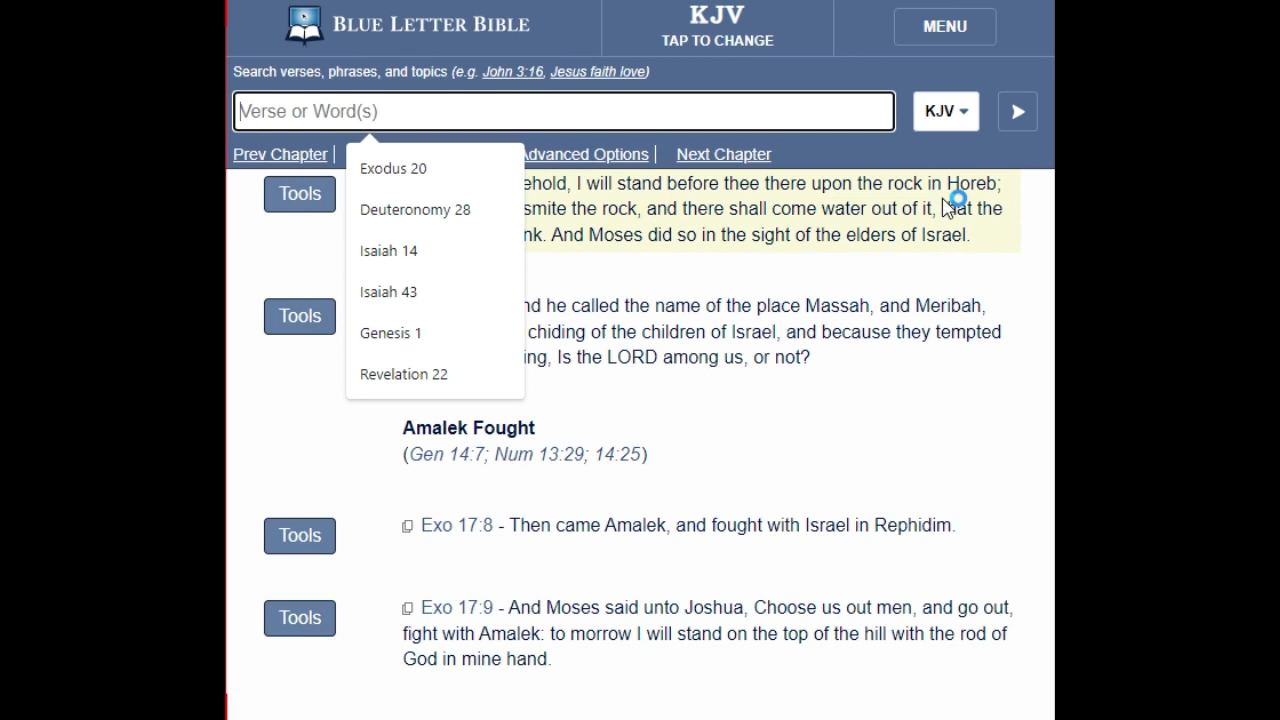 BLUE LETTER BIBLE
KJV
TAP TO CHANGE
MENU
Search verses, phrases, and topics (e.g. John 3:16, Jesus faith love)
Verse or Word(s)
KJV
Prev Chapter |
Advanced Options |
Next Chapter
Exodus 20
Deuteronomy 28
Isaiah 14
Isaiah 43
Genesis 1
Revelation 22
Tools
ehold, I will stand before thee there upon the rock in Horeb;
smite the rock, and there shall come water out of it, that the
nk. And Moses did so in the sight of the elders of Israel.
Tools
nd he called the name of the place Massah, and Meribah,
chiding of the children of Israel, and because they tempted
ing, Is the LORD among us, or not?
Amalek Fought
(Gen 14:7; Num 13:29; 14:25)
Tools
Exo 17:8 - Then came Amalek, and fought with Israel in Rephidim.
Tools
Exo 17:9 - And Moses said unto Joshua, Choose us out men, and go out,
fight with Amalek: to morrow I will stand on the top of the hill with the rod of
God in mine hand.